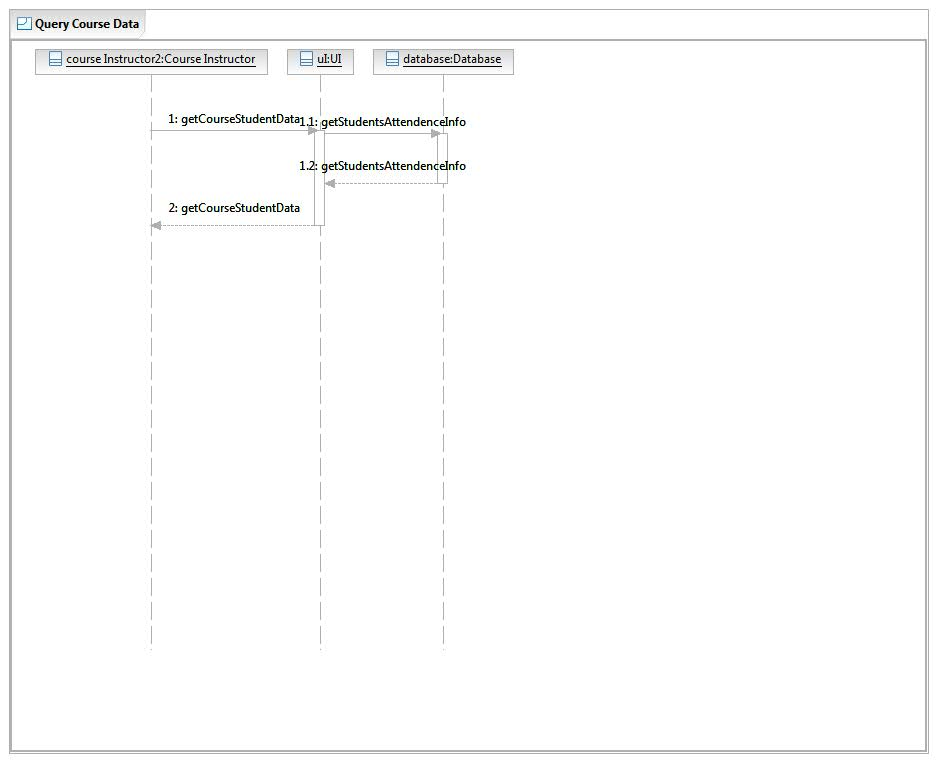 Query Course Data
course Instructor2:Course Instructor
uI:UI
database:Database
1: getCourseStudentData
1.1: getStudentsAttendenceInfo
1.2: getStudentsAttendenceInfo
2: getCourseStudentData